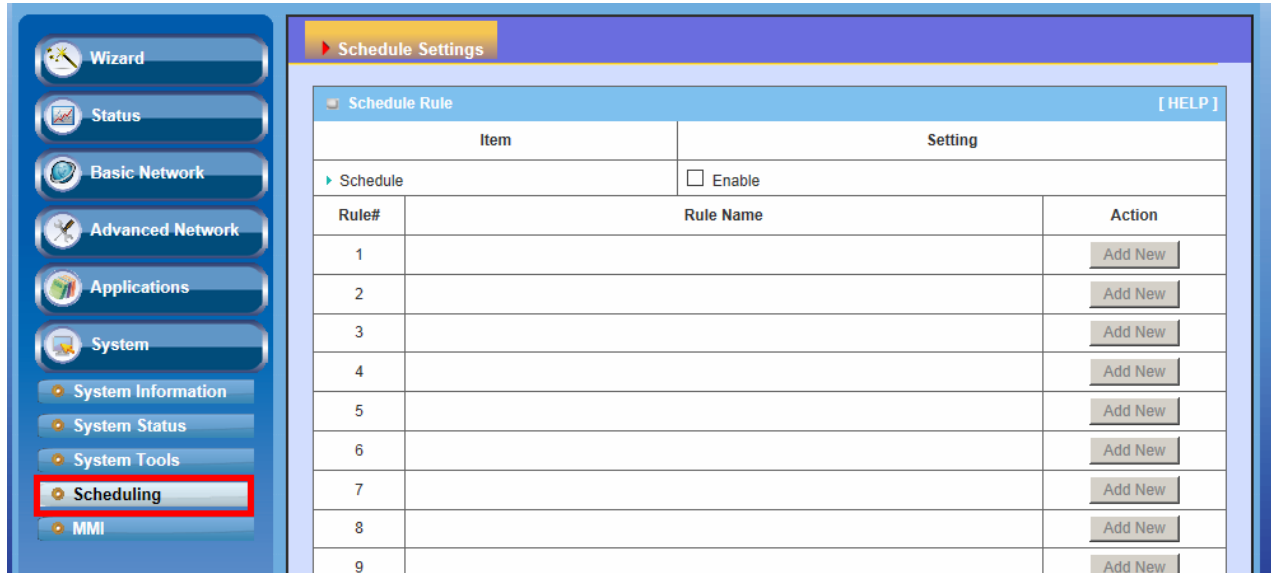 Wizard
Status
Basic Network
Advanced Network
Applications
System
System Information
System Status
System Tools
Scheduling
MMI
Schedule Settings
Schedule Rule [ HELP ]
Item Setting
Schedule Enable
Rule# Rule Name Action
1 Add New
2 Add New
3 Add New
4 Add New
5 Add New
6 Add New
7 Add New
8 Add New
9 Add New